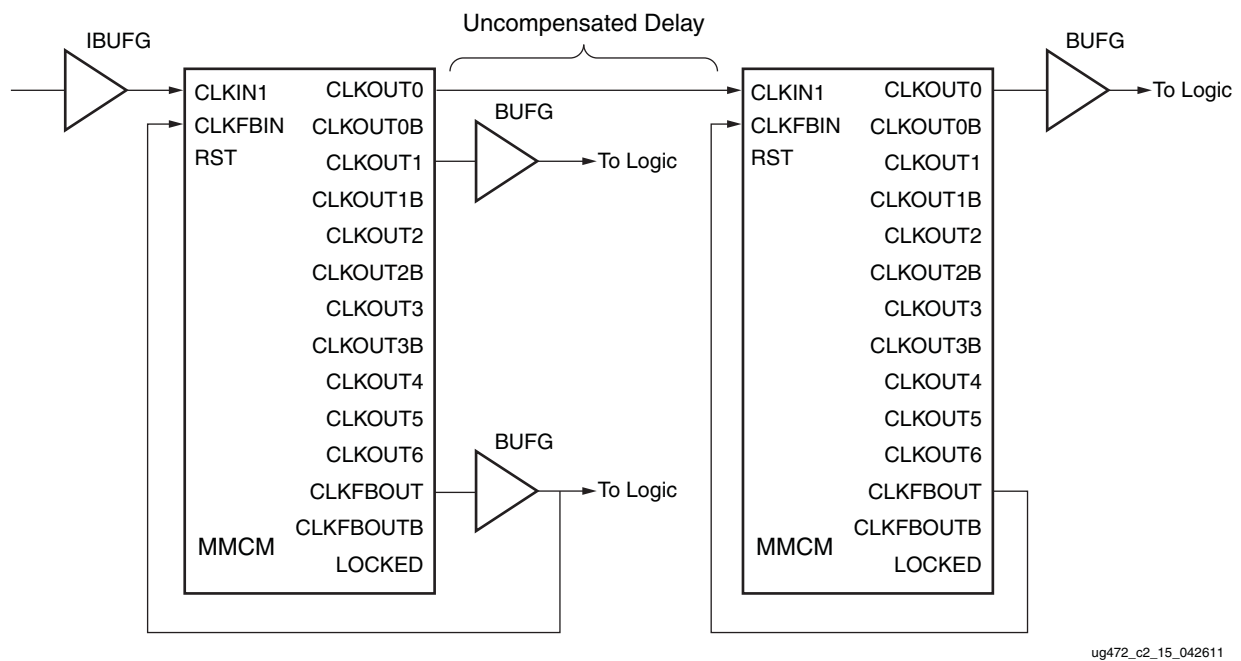 Uncompensated Delay
IBUFG
BUFG
CLKIN1
CLKFBIN
RST
CLKOUT0
CLKOUT0B
CLKOUT1
CLKOUT1B
CLKOUT2
CLKOUT2B
CLKOUT3
CLKOUT3B
CLKOUT4
CLKOUT5
CLKOUT6
CLKFBOUT
CLKFBOUTB
LOCKED
MMCM
BUFG
To Logic
BUFG
To Logic
CLKIN1
CLKFBIN
RST
CLKOUT0
CLKOUT0B
CLKOUT1
CLKOUT1B
CLKOUT2
CLKOUT2B
CLKOUT3
CLKOUT3B
CLKOUT4
CLKOUT5
CLKOUT6
CLKFBOUT
CLKFBOUTB
LOCKED
MMCM
To Logic
ug472_c2_15_042611